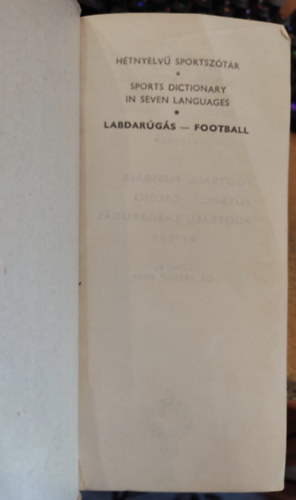 HÉTNYELVŰ SPORTSZÓTÁR
•
SPORTS DICTIONARY
IN SEVEN LANGUAGES
•
LABDARÚGÁS — FOOTBALL